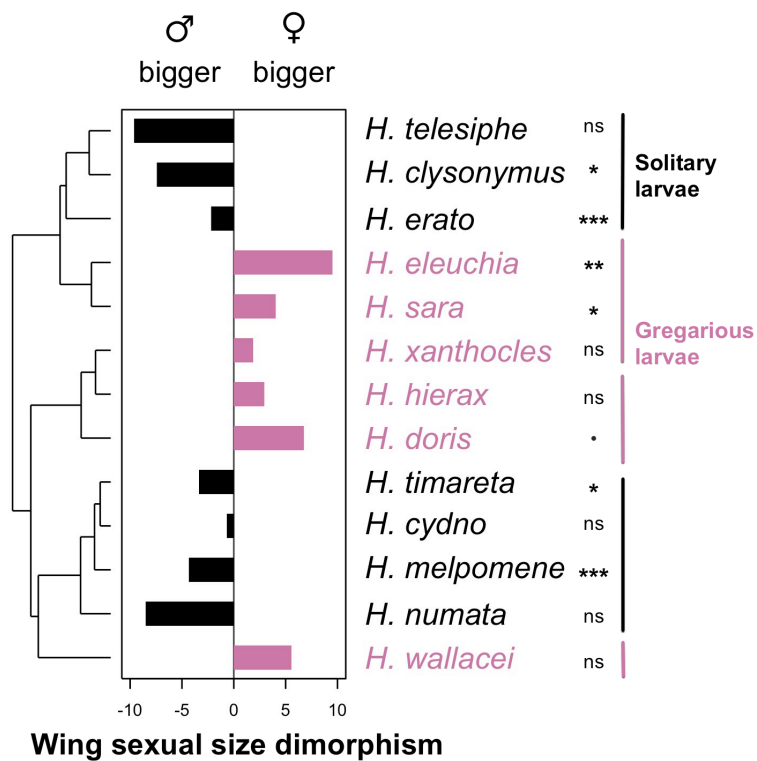 ♂ ♀
bigger bigger
H. telesiphe ns
H. clysonymus *
H. erato ***
Solitary
larvae
H. eleuchia **
H. sara *
H. xanthocles ns
H. hierax ns
H. doris •
Gregarious
larvae
H. timareta *
H. cydno ns
H. melpomene ***
H. numata ns
H. wallacei ns
-10 -5 0 5 10
Wing sexual size dimorphism